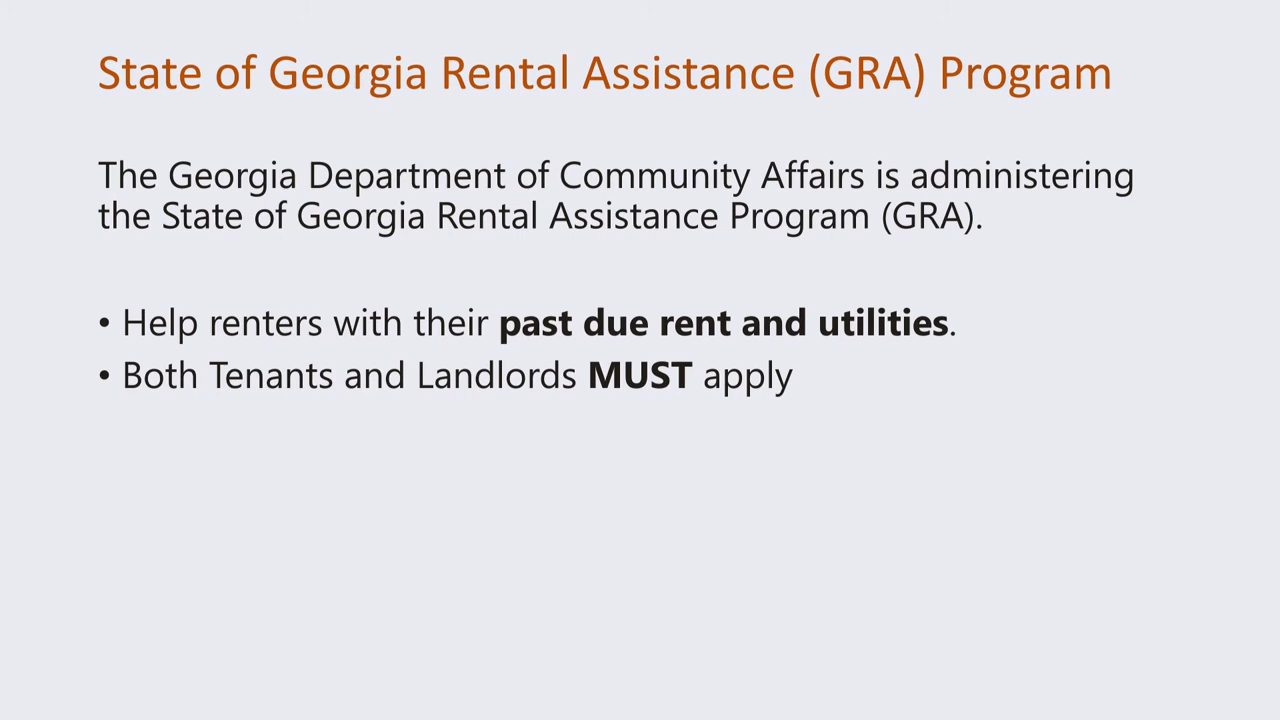 State of Georgia Rental Assistance (GRA) Program
The Georgia Department of Community Affairs is administering
the State of Georgia Rental Assistance Program (GRA).
• Help renters with their past due rent and utilities.
• Both Tenants and Landlords MUST apply